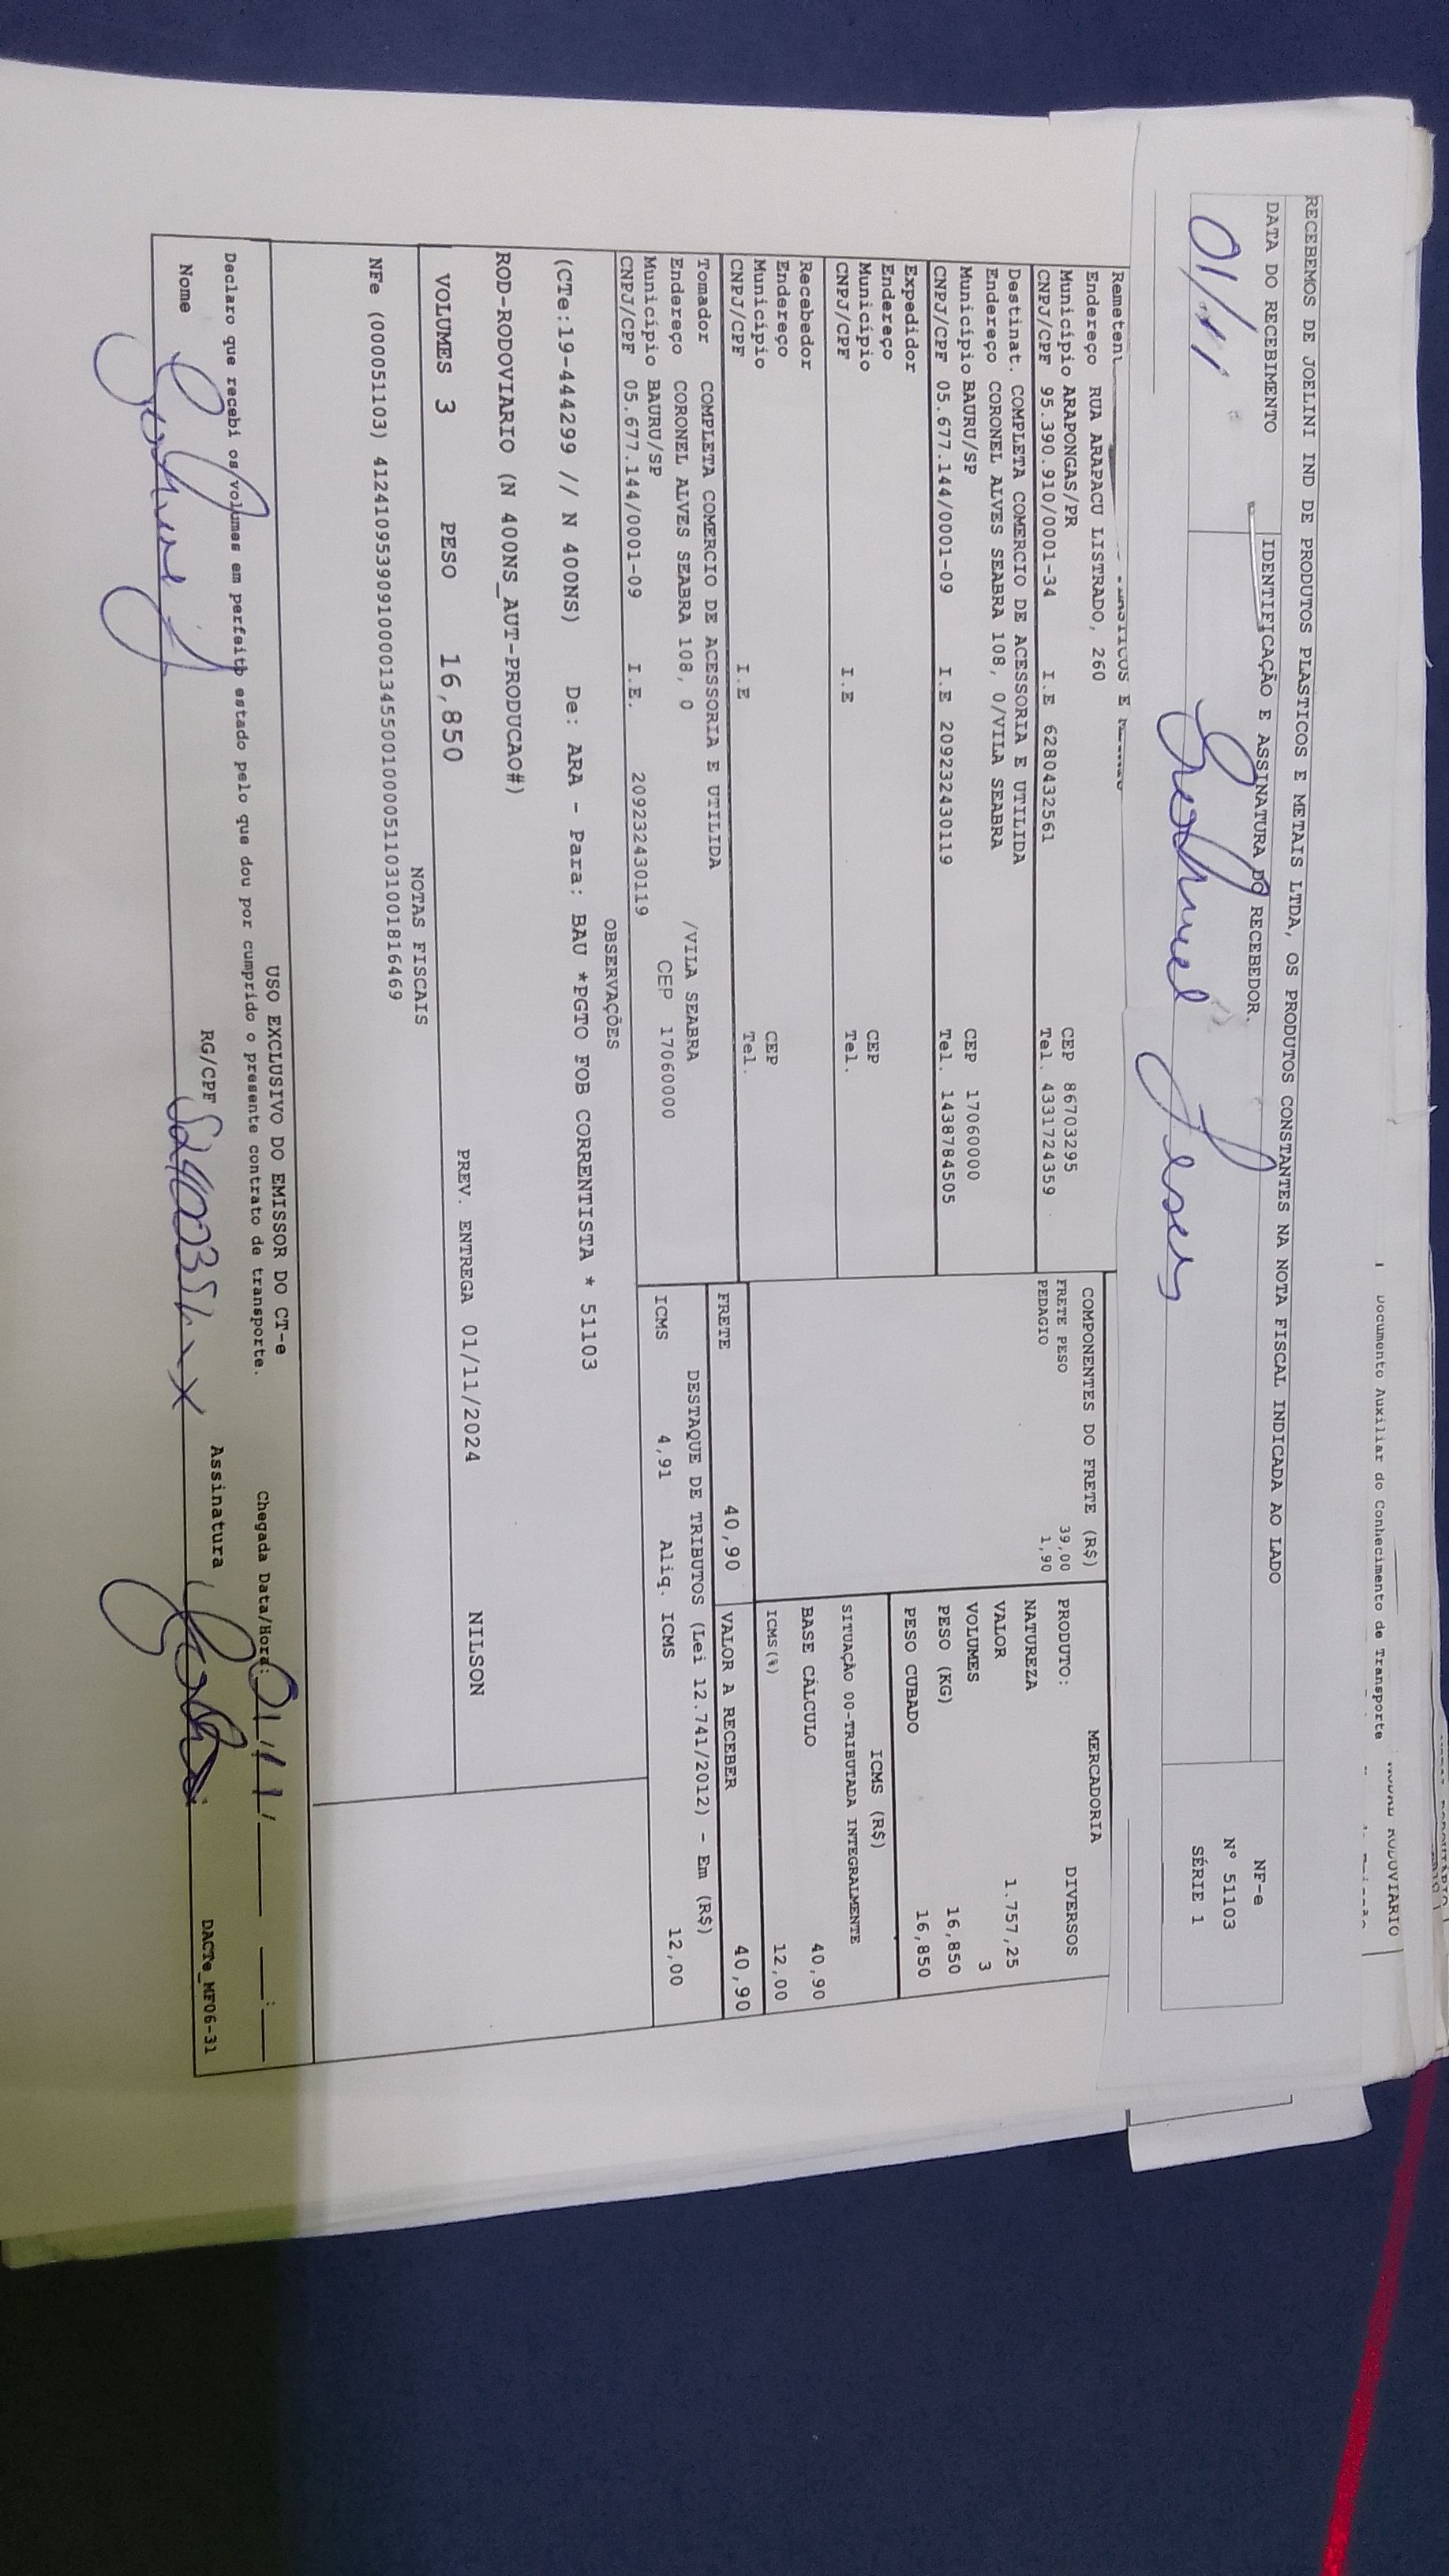 Documento Auxiliar do Conhecimento de Transporte
RECEBEMOS DE JOELINI IND DE PRODUTOS PLASTICOS E METAIS LTDA, OS PRODUTOS CONSTANTES NA NOTA FISCAL INDICADA AO LADO
DATA DO RECEBIMENTO IDENTIFICAÇÃO E ASSINATURA DO RECEBEDOR. NF-e
01/11 Nº 51103
SÉRIE 1
Remetent
Endereço RUA ARAPACU LISTRADO, 260
Município ARAPONGAS/PR CEP 86703295
CNPJ/CPF 95.390.910/0001-34 I.E 6280432561 Tel. 4331724359
Destinat. COMPLETA COMERCIO DE ACESSORIA E UTILIDA
Endereço CORONEL ALVES SEABRA 108, 0/VILA SEABRA
Município BAURU/SP CEP 17060000
CNPJ/CPF 05.677.144/0001-09 I.E 209232430119 Tel. 1438784505
Expedidor
Endereço
Município CEP
CNPJ/CPF I.E Tel.
Recebedor
Endereço
Município CEP
CNPJ/CPF I.E Tel.
Tomador COMPLETA COMERCIO DE ACESSORIA E UTILIDA
Endereço CORONEL ALVES SEABRA 108, 0 /VILA SEABRA
Município BAURU/SP CEP 17060000
CNPJ/CPF 05.677.144/0001-09 I.E. 209232430119
COMPONENTES DO FRETE (R$)
FRETE PESO 39,00
PEDAGIO 1,90
MERCADORIA
PRODUTO: DIVERSOS
NATUREZA
VALOR 1.757,25
VOLUMES 3
PESO (KG) 16,850
PESO CUBADO 16,850
ICMS (R$)
SITUAÇÃO 00-TRIBUTADA INTEGRALMENTE
BASE CÁLCULO 40,90
ICMS(%) 12,00
FRETE 40,90 VALOR A RECEBER 40,90
DESTAQUE DE TRIBUTOS (Lei 12.741/2012) - Em (R$)
ICMS 4,91 Aliq. ICMS 12,00
OBSERVAÇÕES
(CTe:19-444299 // N 400NS) De: ARA - Para: BAU *PGTO FOB CORRENTISTA * 51103
ROD-RODOVIARIO (N 400NS_AUT-PRODUCAO#)
VOLUMES 3 PESO 16,850 PREV. ENTREGA 01/11/2024 NILSON
NOTAS FISCAIS
NFe (000051103) 41241095390910000134550010000511031001816469
USO EXCLUSIVO DO EMISSOR DO CT-e
Declaro que recebi os volumes em perfeito estado pelo que dou por cumprido o presente contrato de transporte. Chegada Data/Hora: 01/11/
Nome RG/CPF Assinatura DACTe_MF06-31